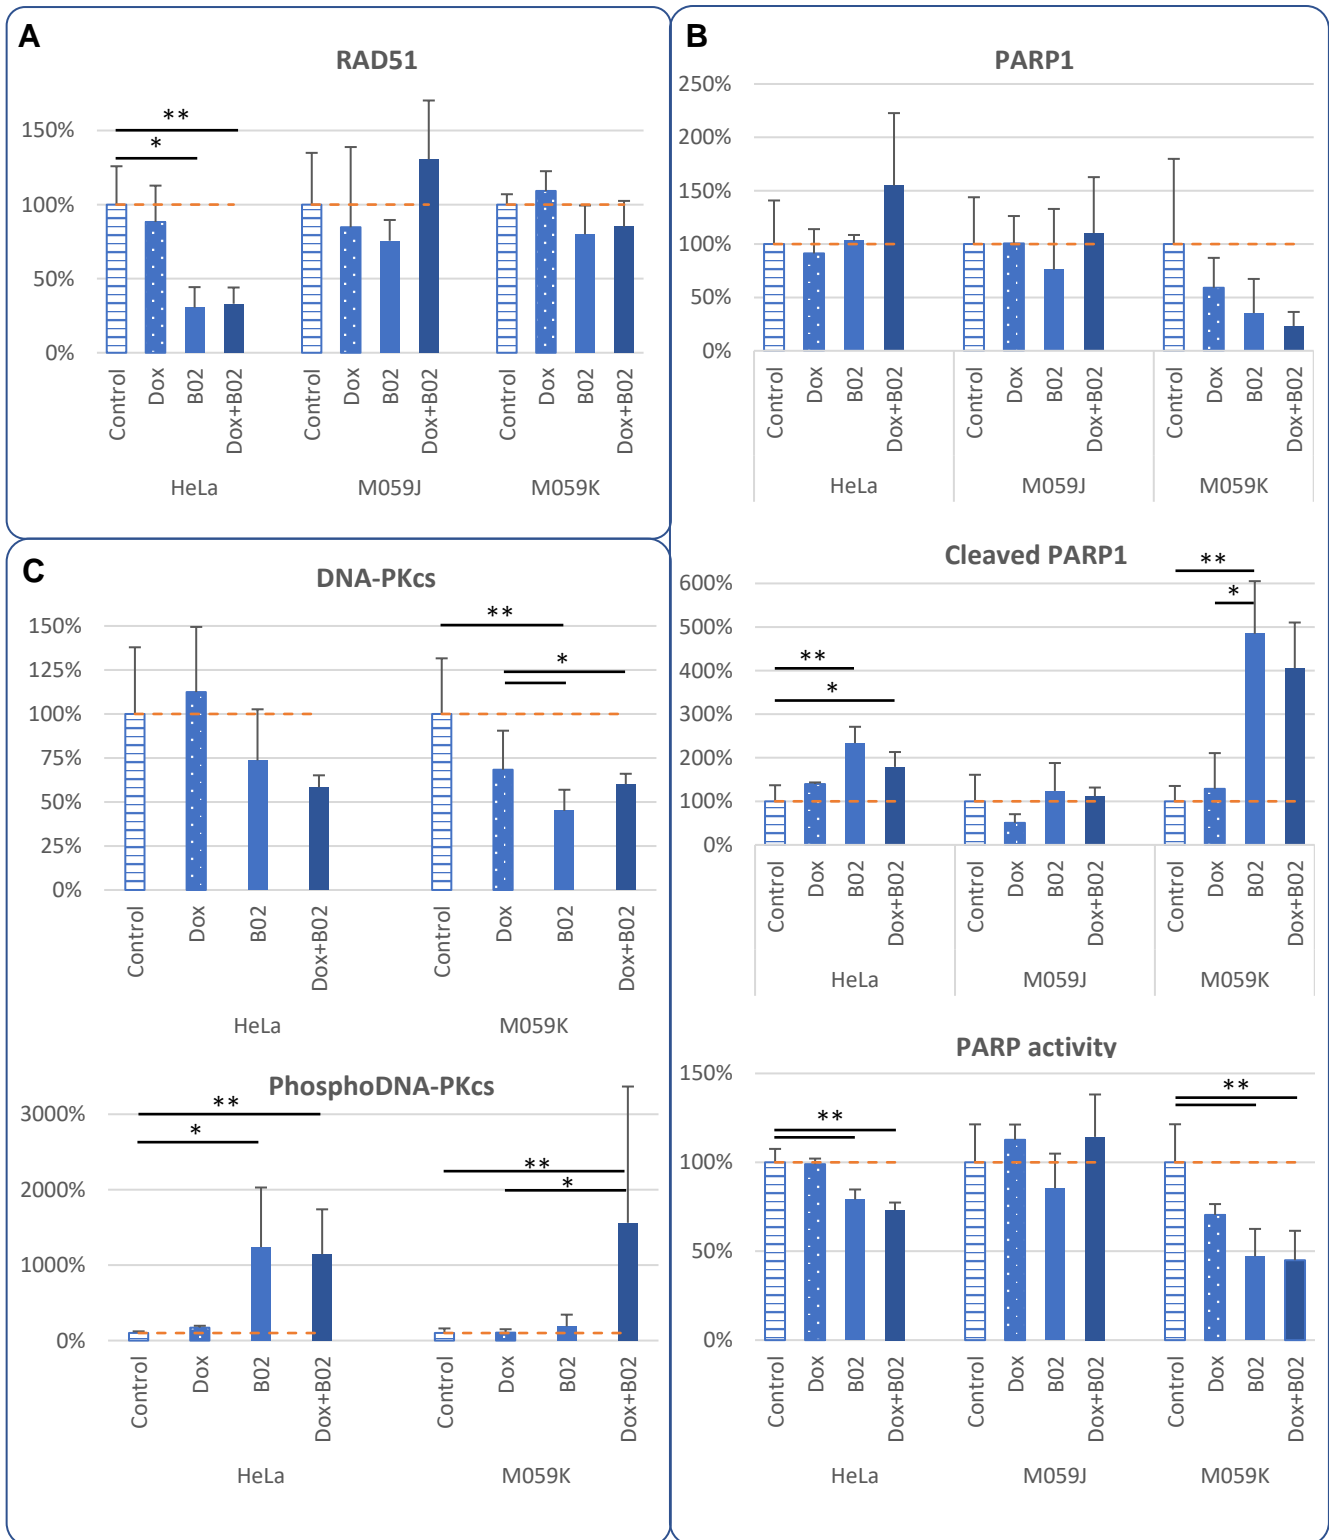 A
RAD51
**
*
150%
100%
50%
0%
Control
Dox
B02
Dox+B02
Control
Dox
B02
Dox+B02
Control
Dox
B02
Dox+B02
HeLa M059J M059K
B
PARP1
250%
200%
150%
100%
50%
0%
Control
Dox
B02
Dox+B02
Control
Dox
B02
Dox+B02
Control
Dox
B02
Dox+B02
HeLa M059J M059K
Cleaved PARP1
**
*
**
*
600%
500%
400%
300%
200%
100%
0%
Control
Dox
B02
Dox+B02
Control
Dox
B02
Dox+B02
Control
Dox
B02
Dox+B02
HeLa M059J M059K
PARP activity
**
**
150%
100%
50%
0%
Control
Dox
B02
Dox+B02
Control
Dox
B02
Dox+B02
Control
Dox
B02
Dox+B02
HeLa M059J M059K
C
DNA-PKcs
**
*
150%
125%
100%
75%
50%
25%
0%
Control
Dox
B02
Dox+B02
Control
Dox
B02
Dox+B02
HeLa M059K
PhosphoDNA-PKcs
**
*
**
*
3000%
2000%
1000%
0%
Control
Dox
B02
Dox+B02
Control
Dox
B02
Dox+B02
HeLa M059K